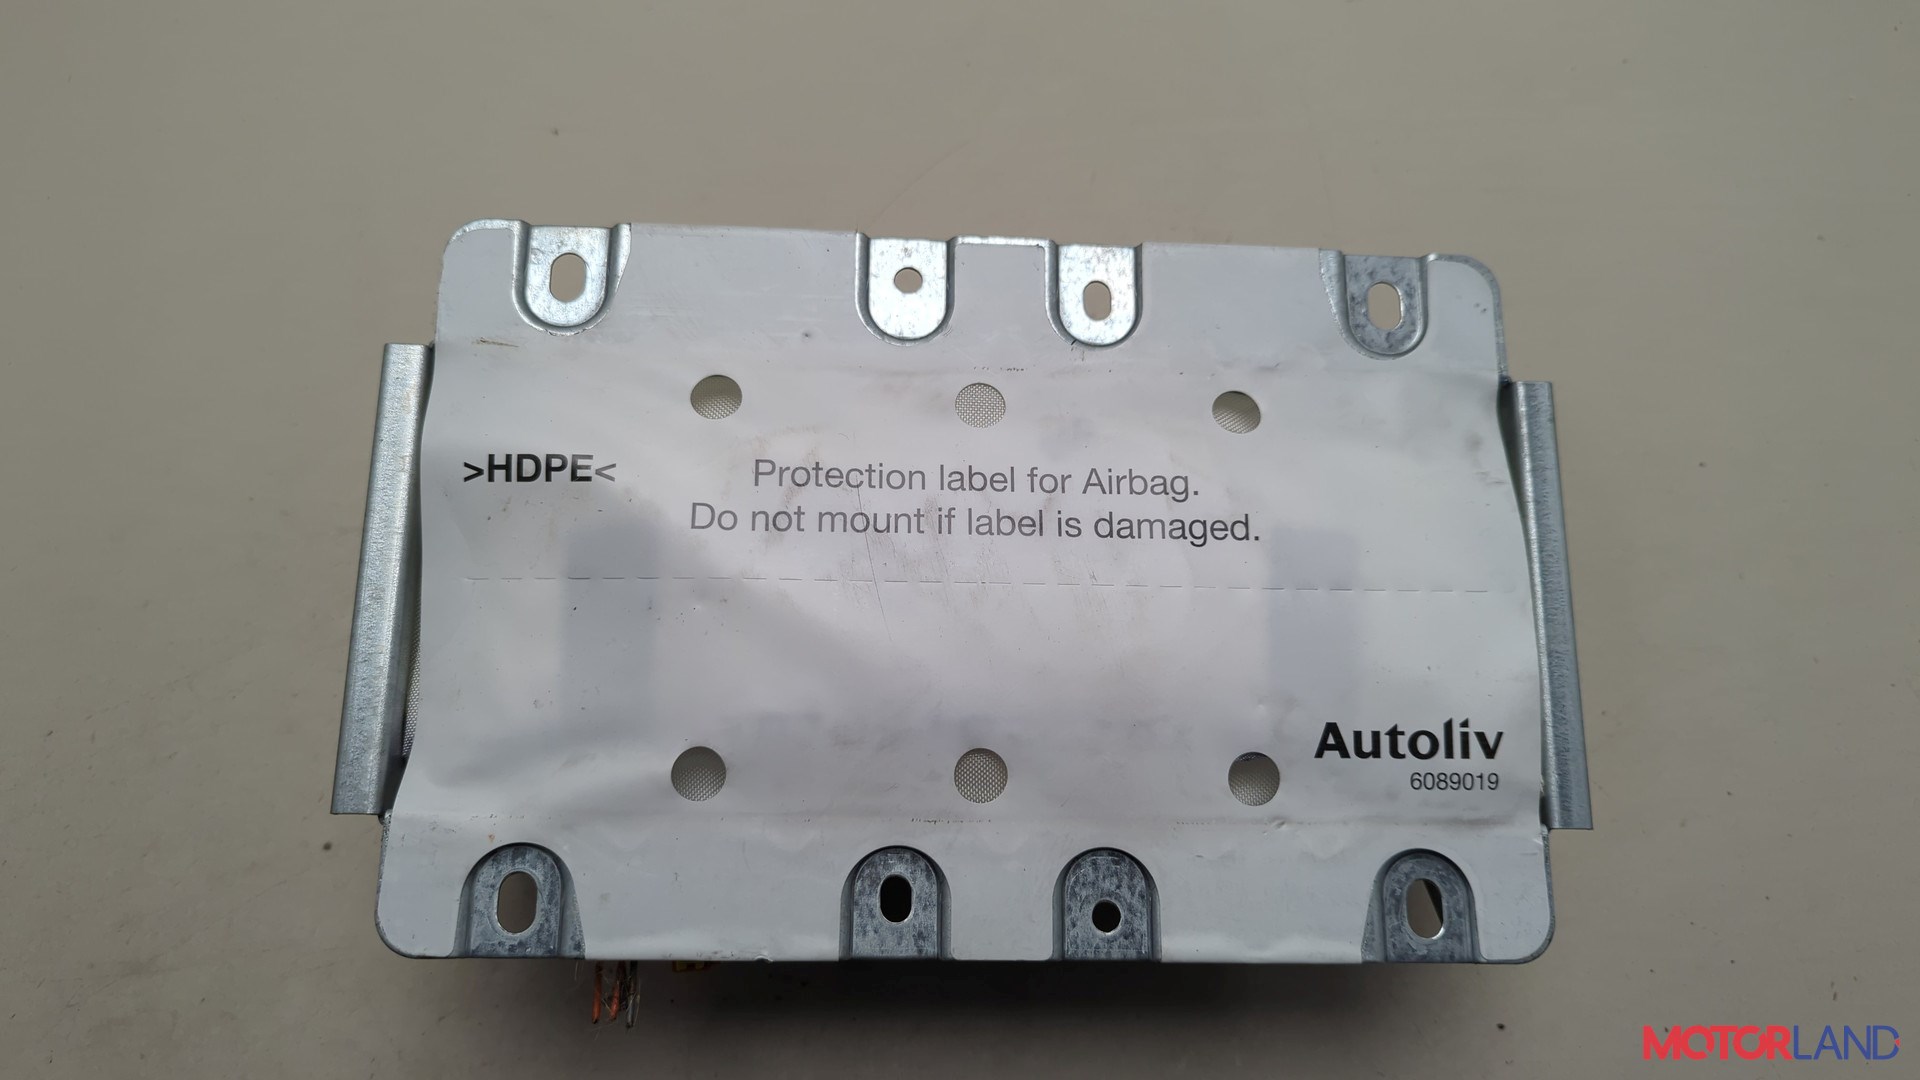 >HDPE<
Protection label for Airbag.
Do not mount if label is damaged.
Autoliv
6089019
MOTORLAND